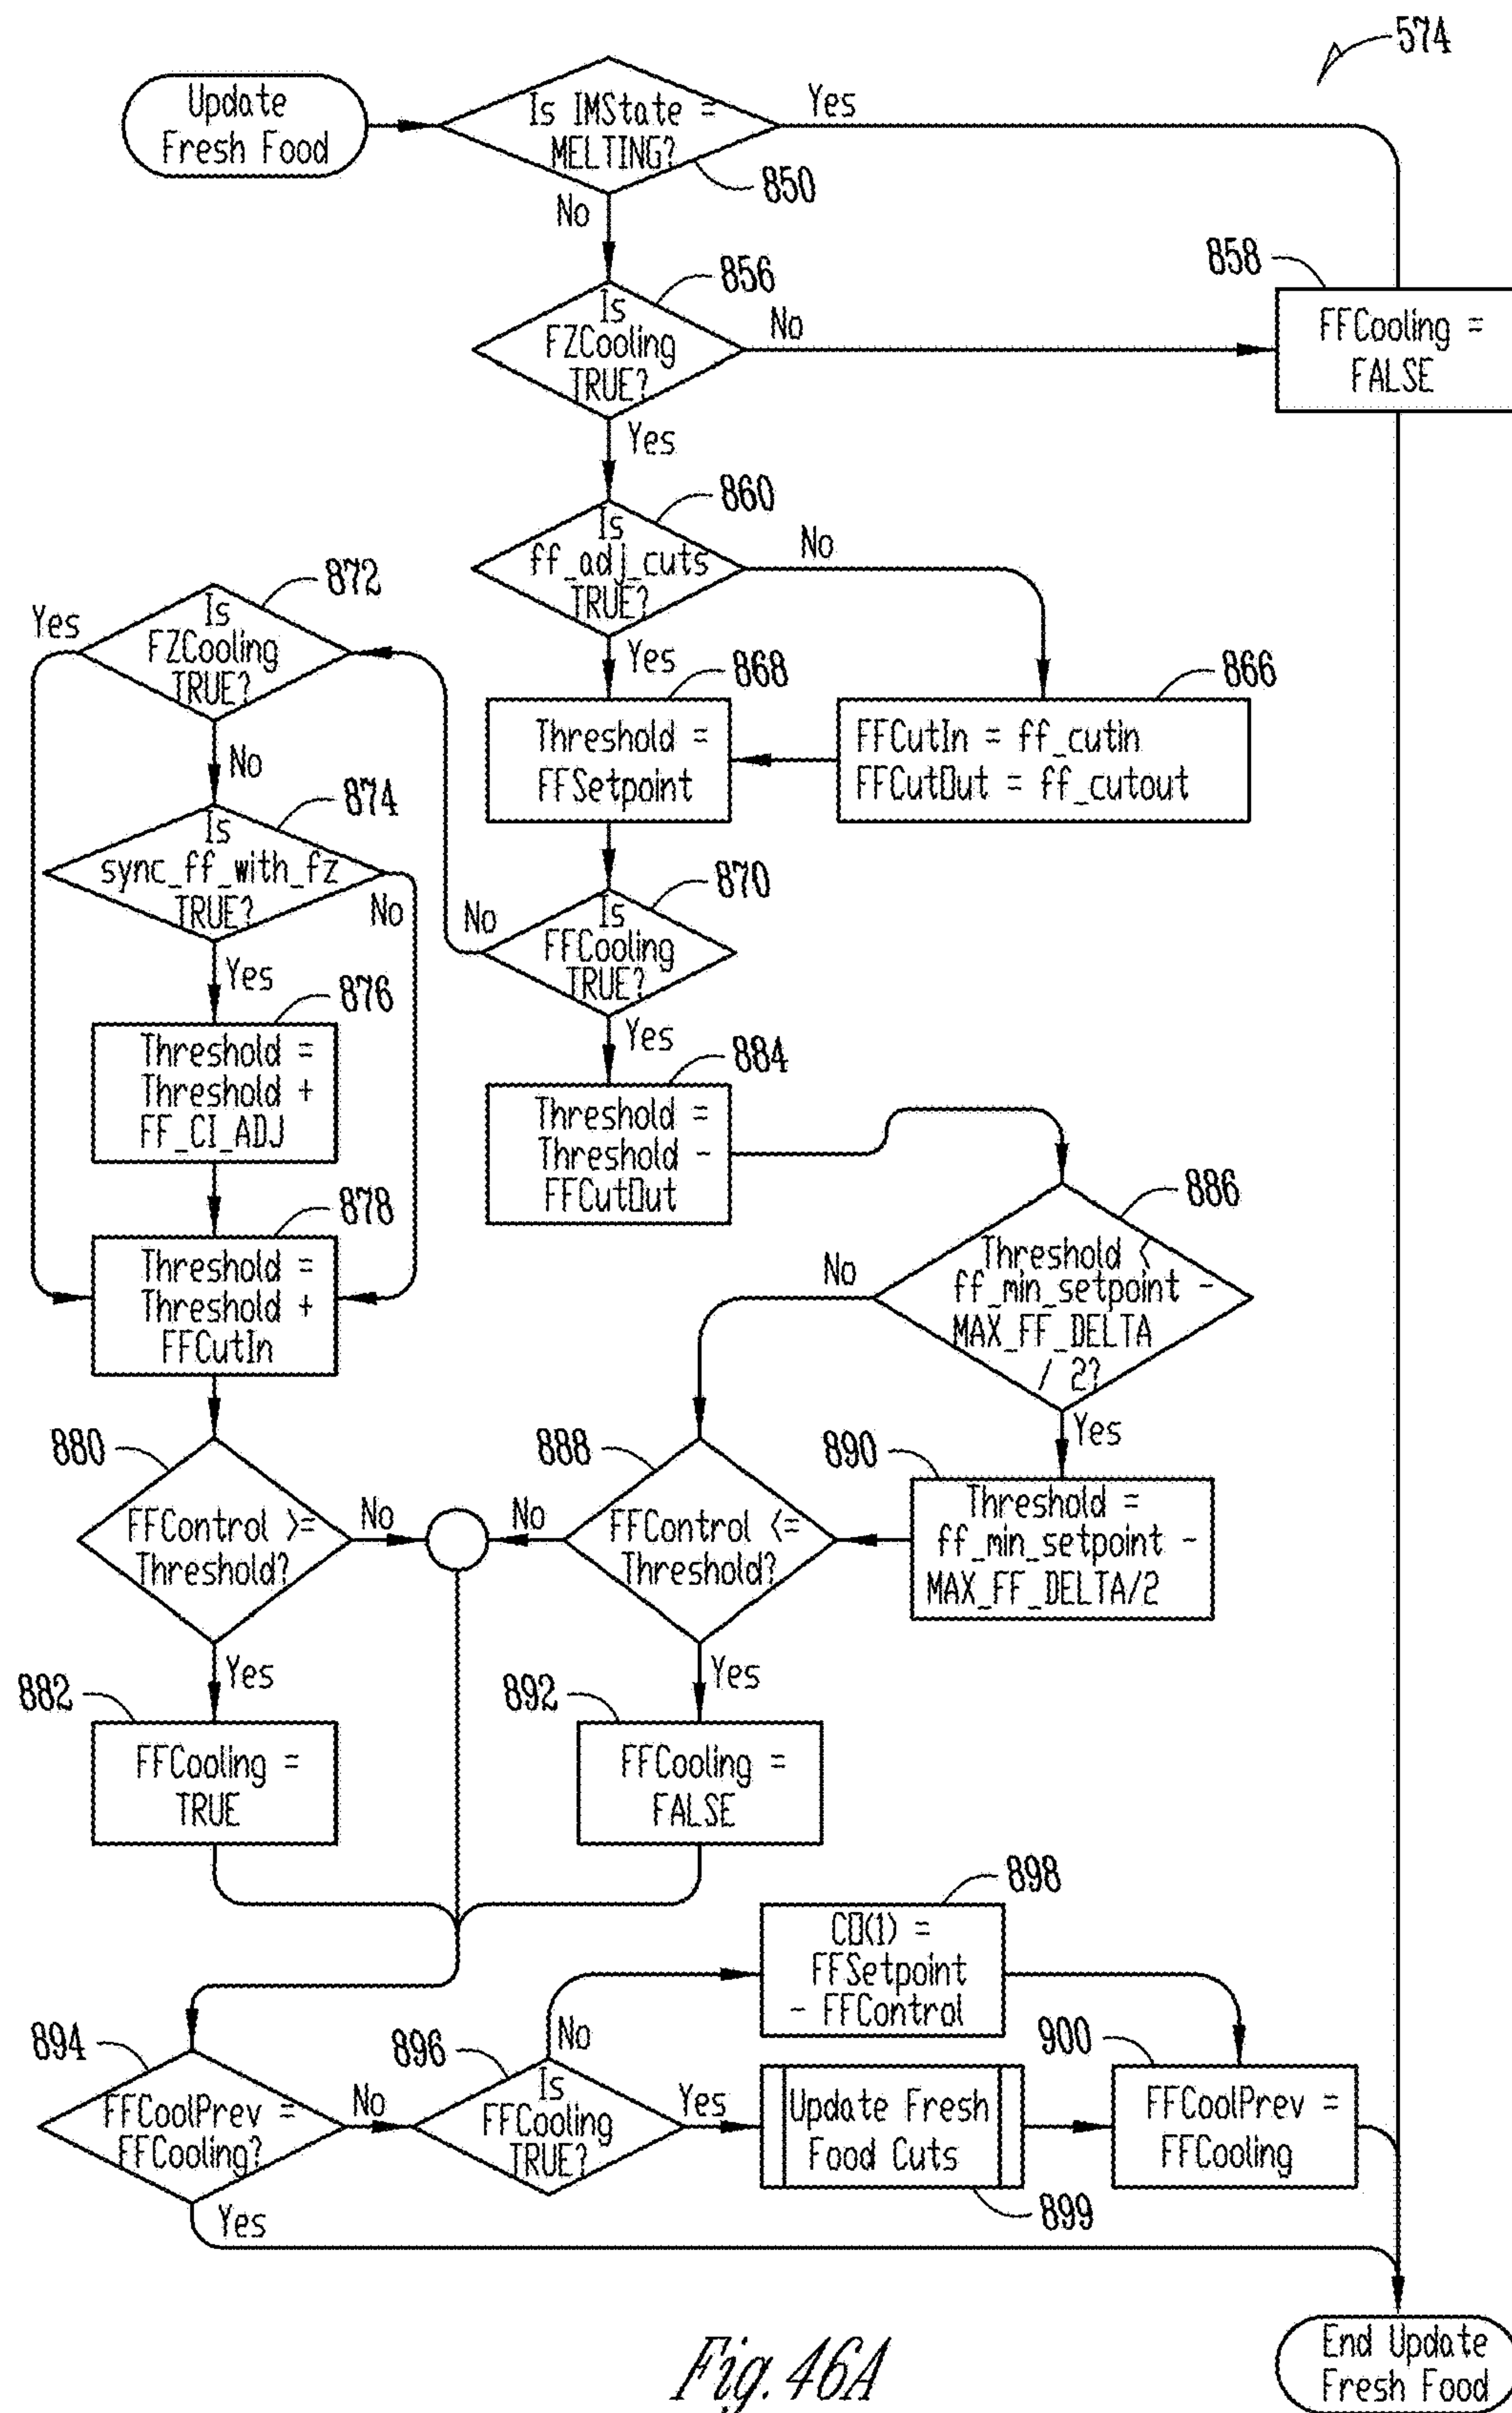 574
Update
Fresh Food
Is IMState =
MELTING?
Yes
850
No
856
Is
FZCooling
TRUE?
No
858
FFCooling =
FALSE
Yes
860
Is
ff_adj_cuts
TRUE?
No
872
Yes
Is
FZCooling
TRUE?
Yes
868
866
Threshold =
FFSetpoint
FFCutIn = ff_cutin
FFCutOut = ff_cutout
No
874
Is
sync_ff_with_fz
TRUE?
No
870
No
Is
FFCooling
TRUE?
Yes
876
Threshold =
Threshold +
FF_CI_ADJ
Yes
884
Threshold =
Threshold -
FFCutOut
878
Threshold =
Threshold +
FFCutIn
886
No
Threshold <
ff_min_setpoint -
MAX_FF_DELTA
/ 2?
Yes
880
FFControl >=
Threshold?
No
888
No
FFControl <=
Threshold?
890
Threshold =
ff_min_setpoint -
MAX_FF_DELTA/2
Yes
882
FFCooling =
TRUE
Yes
892
FFCooling =
FALSE
898
CO(1) =
FFSetpoint
- FFControl
894
FFCoolPrev =
FFCooling?
No
896
No
Is
FFCooling
TRUE?
Yes
Update Fresh
Food Cuts
899
900
FFCoolPrev =
FFCooling
Yes
End Update
Fresh Food
Fig. 46A